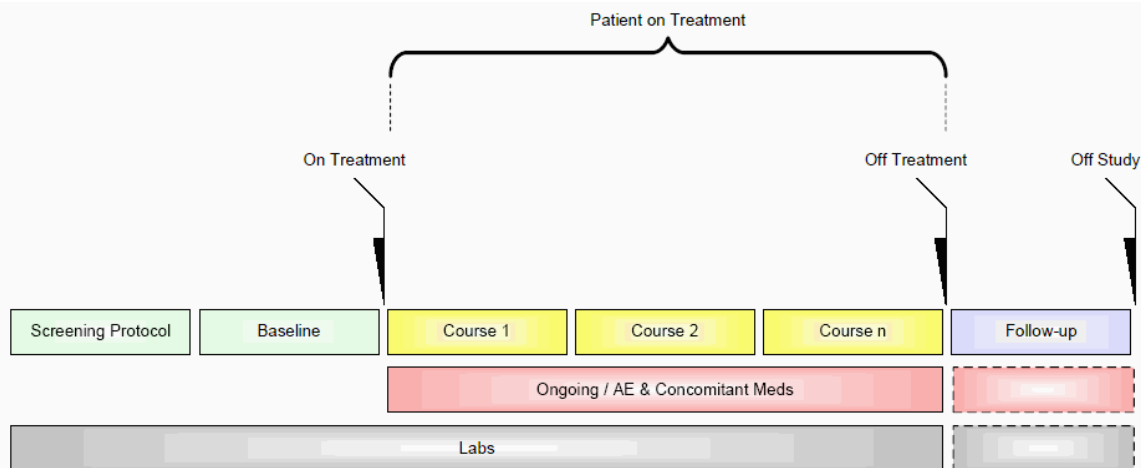 Patient on Treatment
On Treatment
Off Treatment
Off Study
Screening Protocol
Baseline
Course 1
Course 2
Course n
Follow-up
Ongoing / AE & Concomitant Meds
Labs